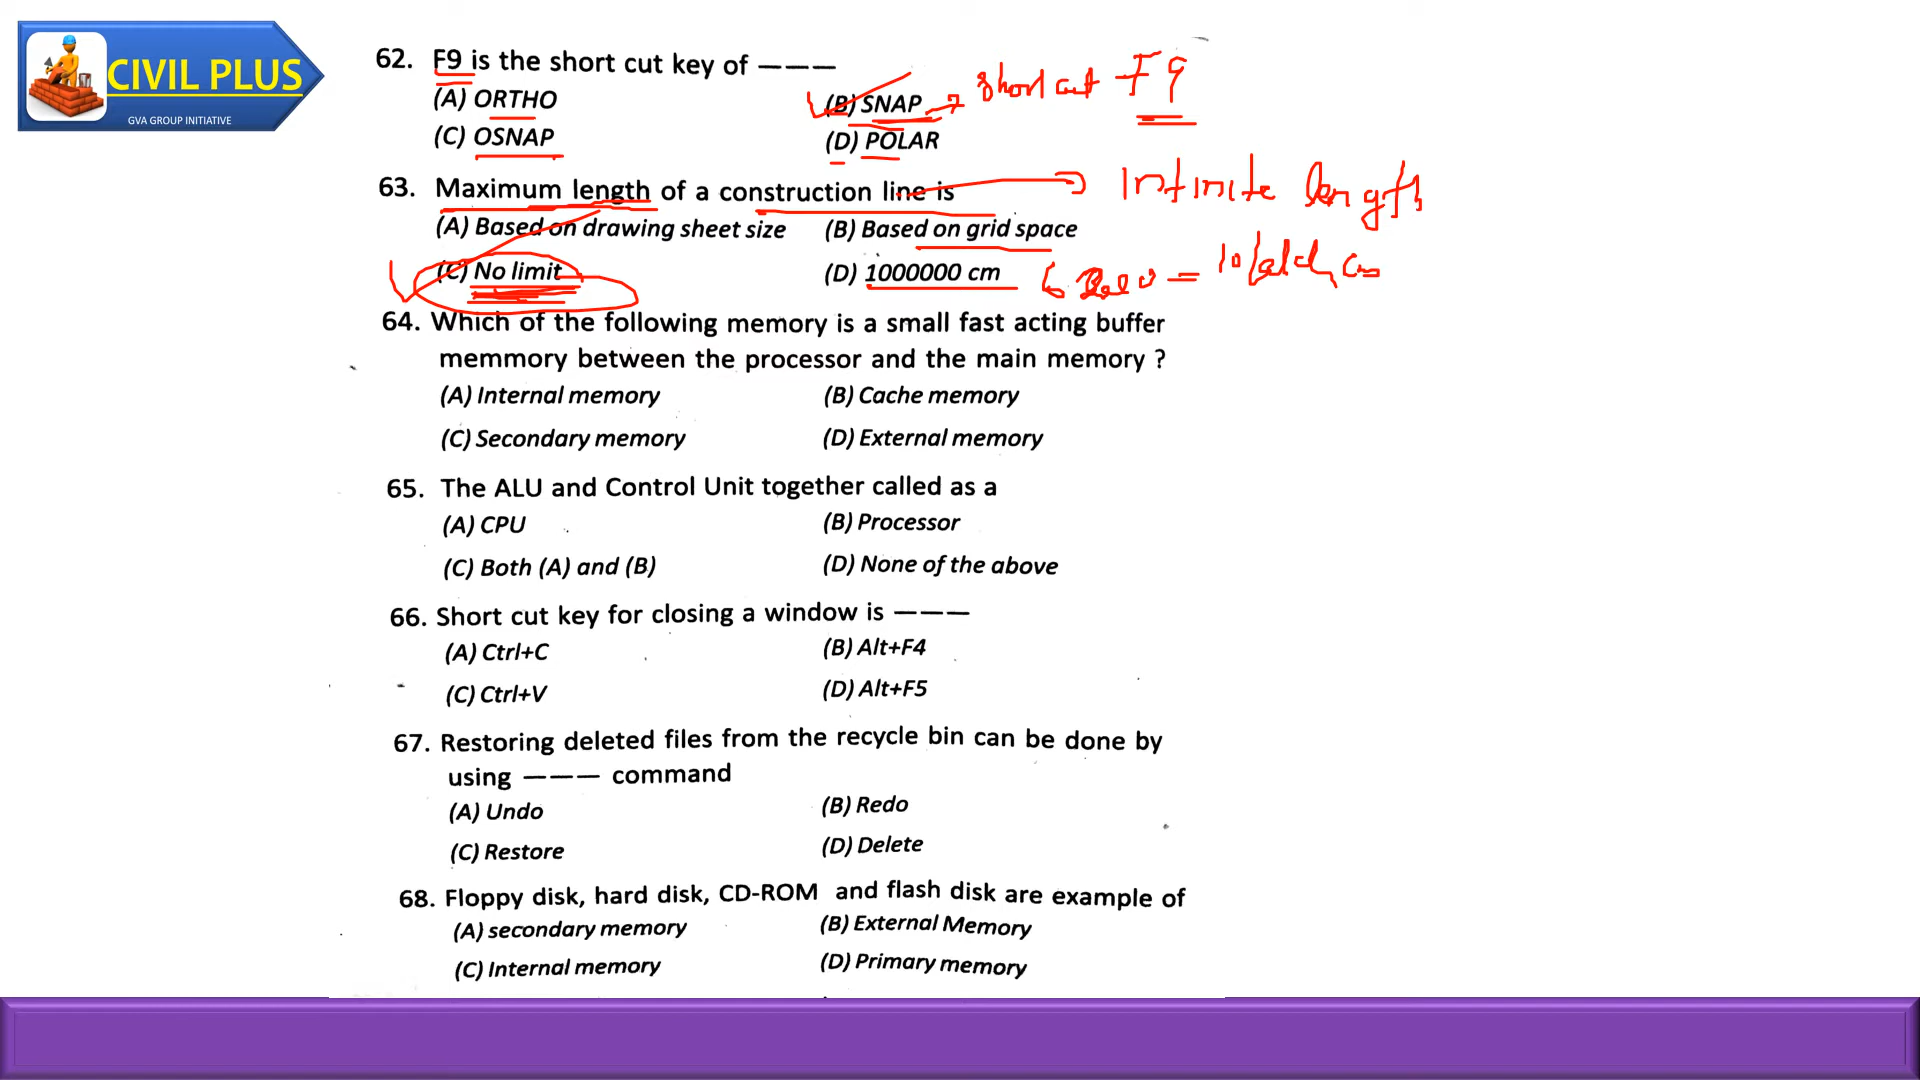 CIVIL PLUS
GVA GROUP INITIATIVE
62. F9 is the short cut key of ———
(A) ORTHO
(B) SNAP
short cut F9
(C) OSNAP
(D) POLAR
63. Maximum length of a construction line is
Infinite length
(A) Based on drawing sheet size
(B) Based on grid space
(C) No limit
(D) 1000000 cm
64. Which of the following memory is a small fast acting buffer
memmory between the processor and the main memory ?
(A) Internal memory
(B) Cache memory
(C) Secondary memory
(D) External memory
65. The ALU and Control Unit together called as a
(A) CPU
(B) Processor
(C) Both (A) and (B)
(D) None of the above
66. Short cut key for closing a window is ———
(A) Ctrl+C
(B) Alt+F4
(C) Ctrl+V
(D) Alt+F5
67. Restoring deleted files from the recycle bin can be done by
using ——— command
(A) Undo
(B) Redo
(C) Restore
(D) Delete
68. Floppy disk, hard disk, CD-ROM and flash disk are example of
(A) secondary memory
(B) External Memory
(C) Internal memory
(D) Primary memory